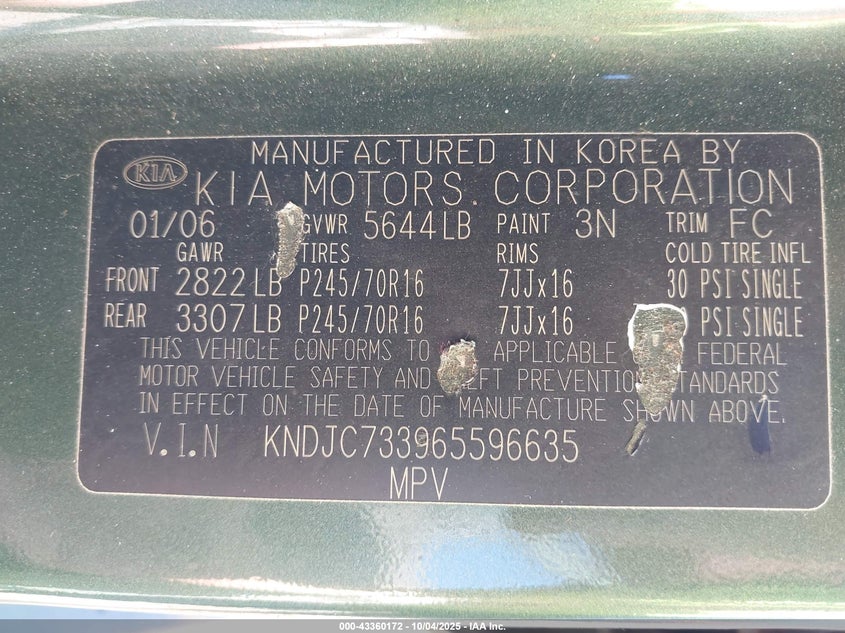 MANUFACTURED IN KOREA BY
KIA KIA MOTORS CORPORATION
01/06 GVWR 5644LB PAINT 3N TRIM FC
GAWR TIRES RIMS COLD TIRE INFL
FRONT 2822LB P245/70R16 7JJx16 30 PSI SINGLE
REAR 3307LB P245/70R16 7JJx16 PSI SINGLE
THIS VEHICLE CONFORMS TO APPLICABLE FEDERAL
MOTOR VEHICLE SAFETY AND PREVENTION STANDARDS
IN EFFECT ON THE DATE OF MANUFACTURE SHOWN ABOVE.
V.I.N KNDJC733965596635
MPV
000-43360172 - 10/04/2025 - IAA Inc.